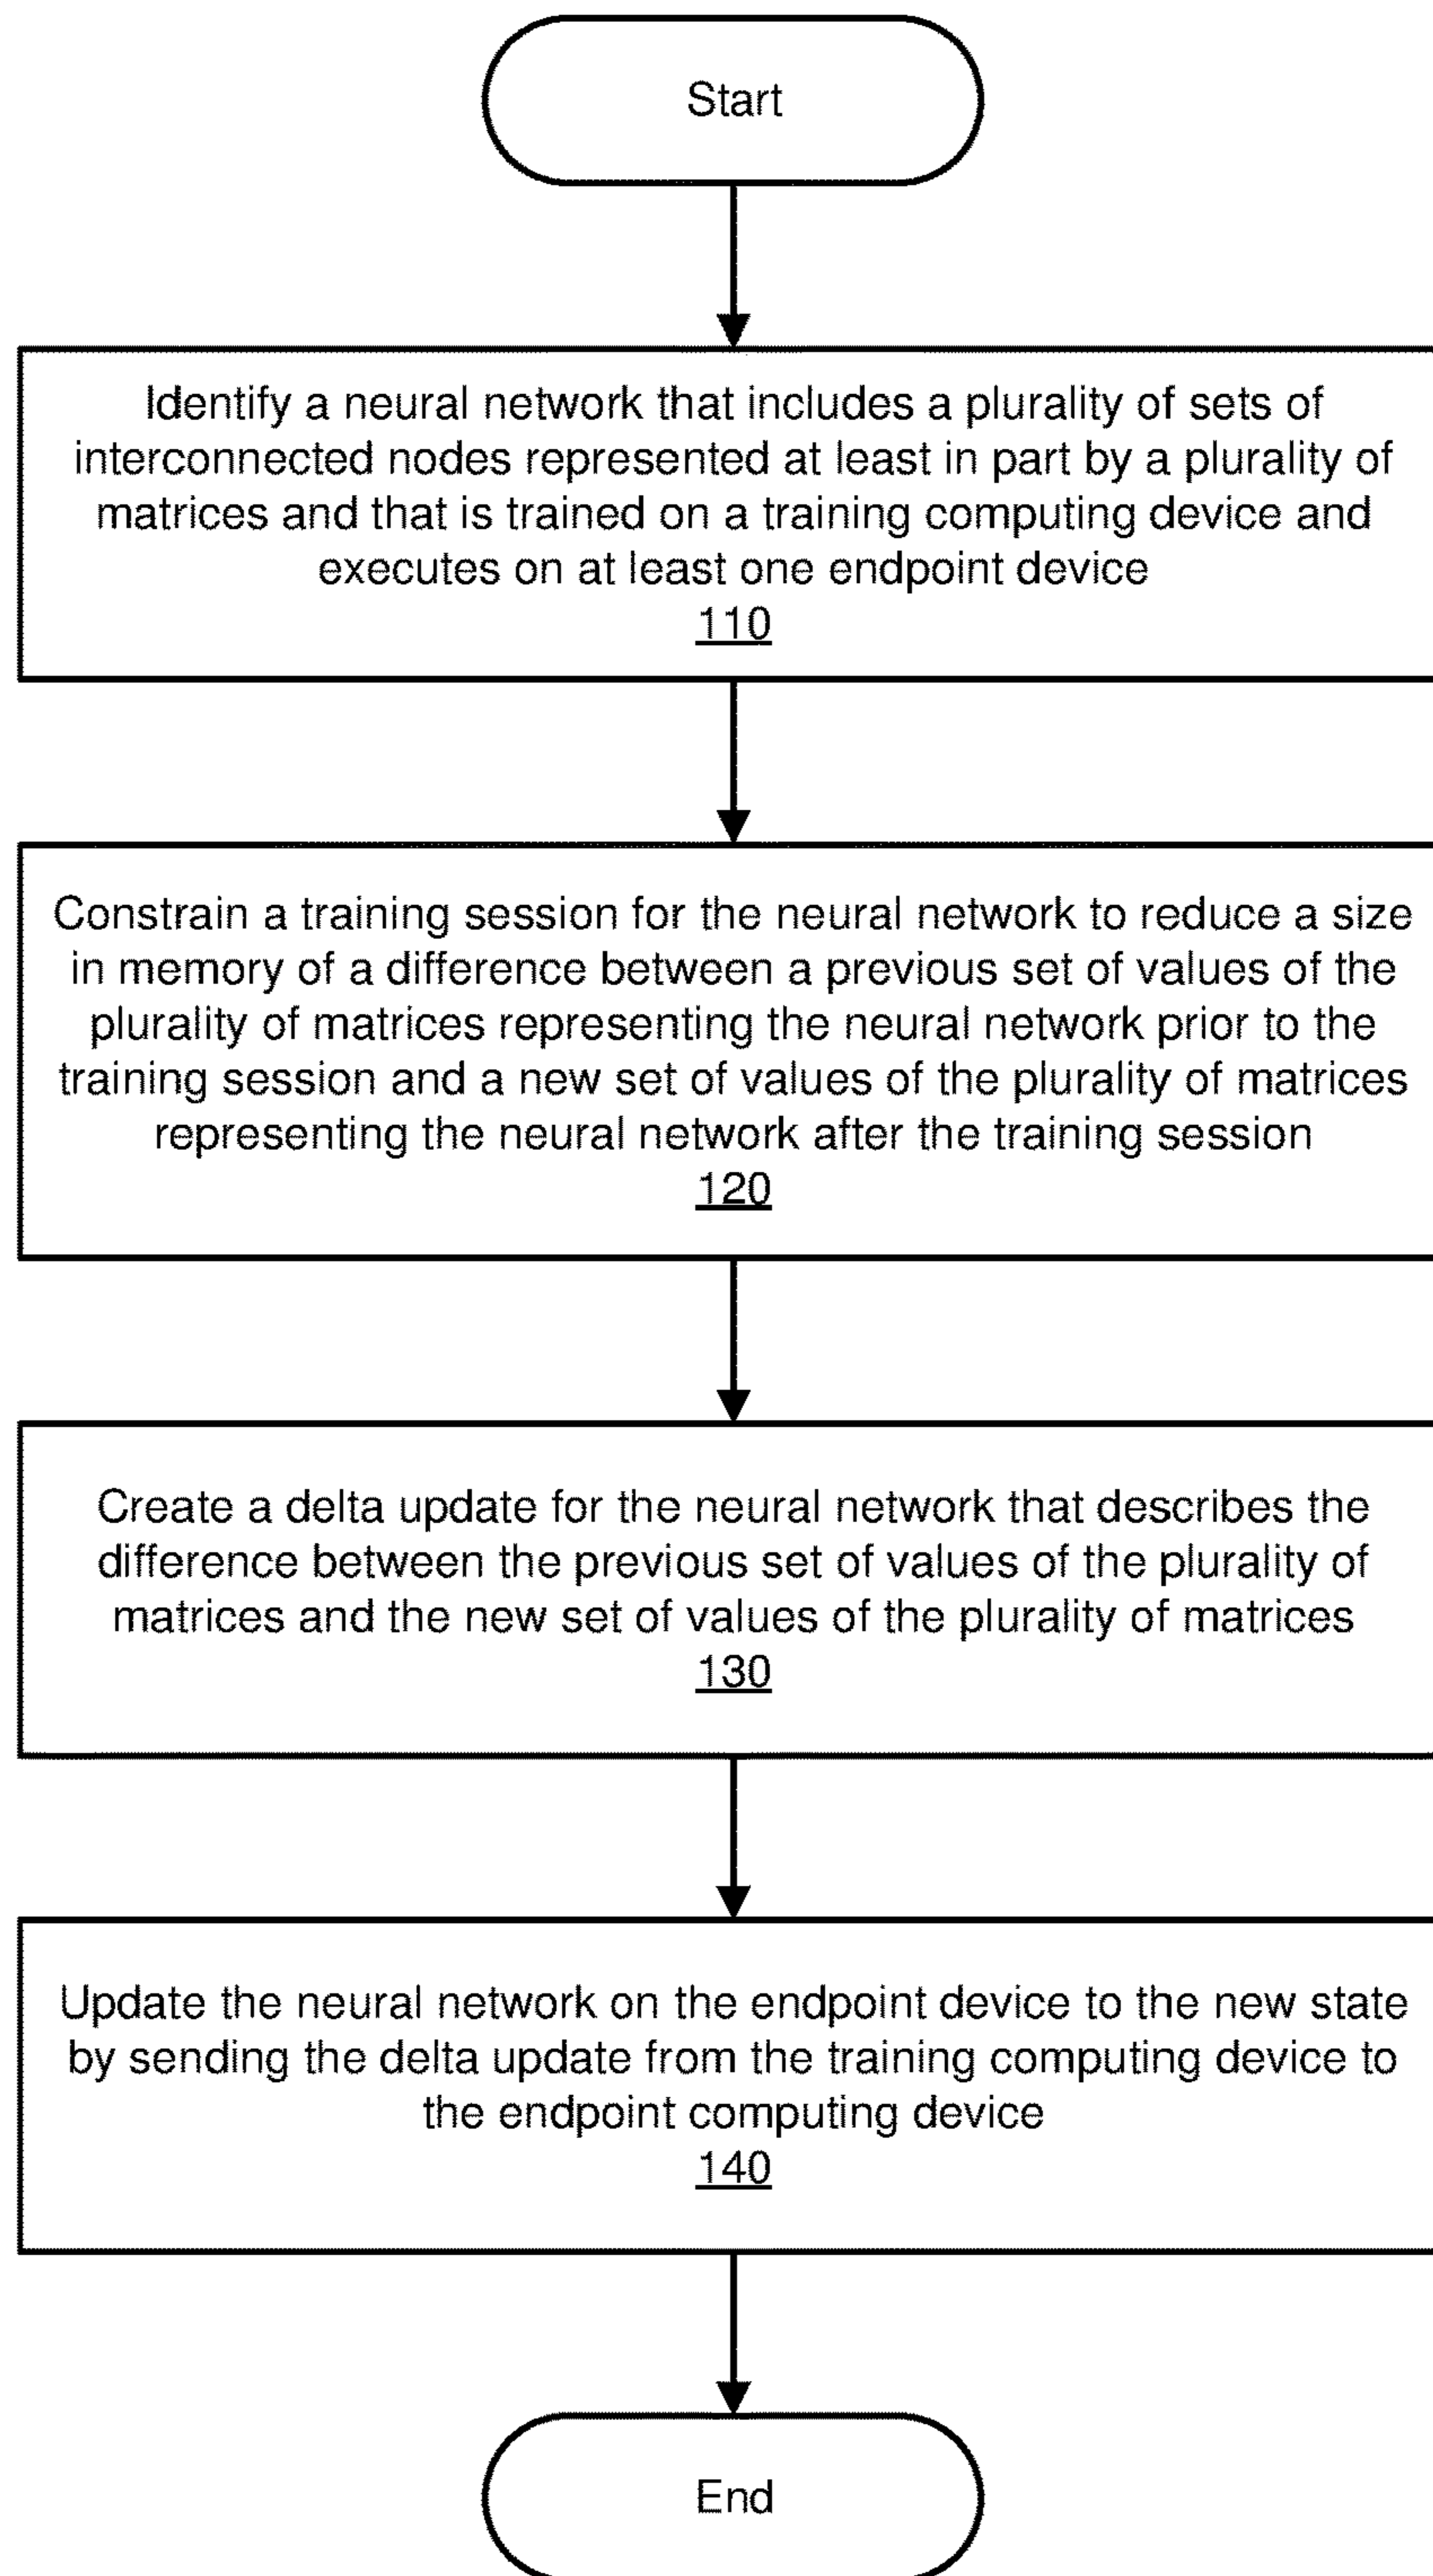 Start
Identify a neural network that includes a plurality of sets of
interconnected nodes represented at least in part by a plurality of
matrices and that is trained on a training computing device and
executes on at least one endpoint device
110
Constrain a training session for the neural network to reduce a size
in memory of a difference between a previous set of values of the
plurality of matrices representing the neural network prior to the
training session and a new set of values of the plurality of matrices
representing the neural network after the training session
120
Create a delta update for the neural network that describes the
difference between the previous set of values of the plurality of
matrices and the new set of values of the plurality of matrices
130
Update the neural network on the endpoint device to the new state
by sending the delta update from the training computing device to
the endpoint computing device
140
End